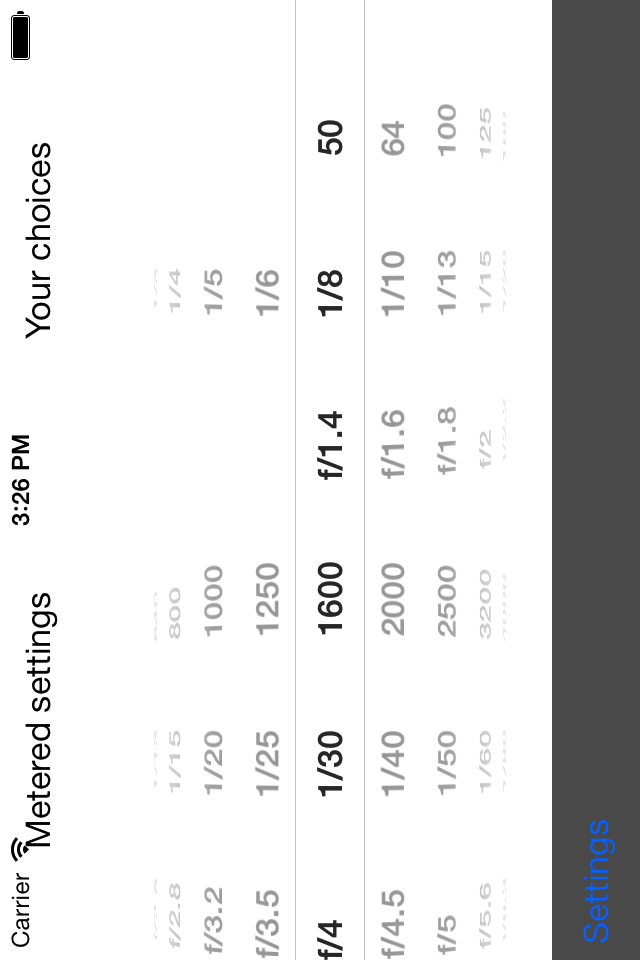 Carrier 3:26 PM
Metered settings Your choices
f/2.8 1/15 800 1/4
f/3.2 1/20 1000 1/5
f/3.5 1/25 1250 1/6
f/4 1/30 1600 f/1.4 1/8 50
f/4.5 1/40 2000 f/1.6 1/10 64
f/5 1/50 2500 f/1.8 1/13 100
f/5.6 1/60 3200 f/2 1/15 125
Settings